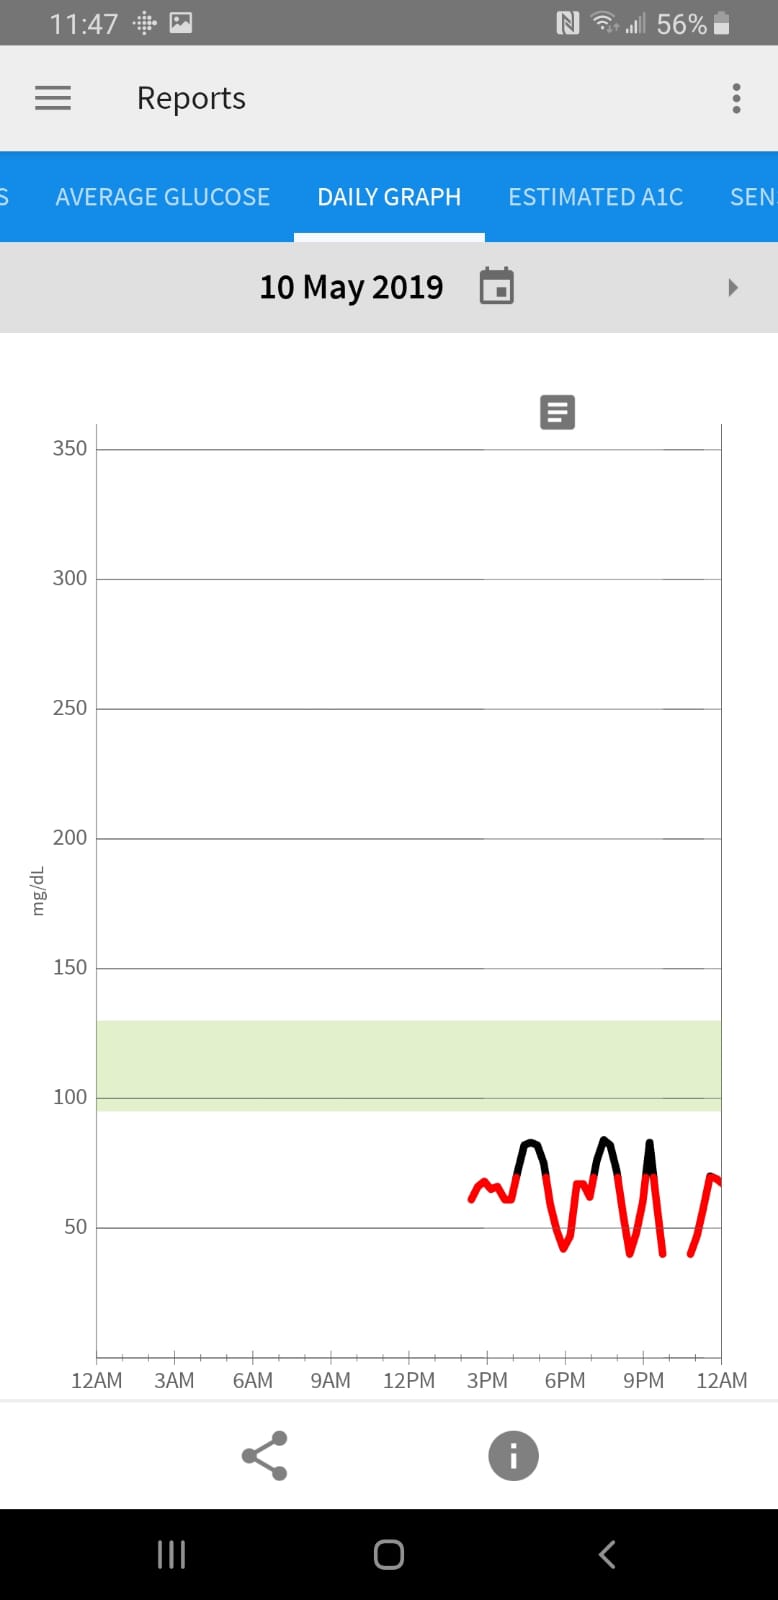 11:47 56%
Reports
S AVERAGE GLUCOSE DAILY GRAPH ESTIMATED A1C SEN
10 May 2019
350
300
250
200
mg/dL
150
100
50
12AM 3AM 6AM 9AM 12PM 3PM 6PM 9PM 12AM